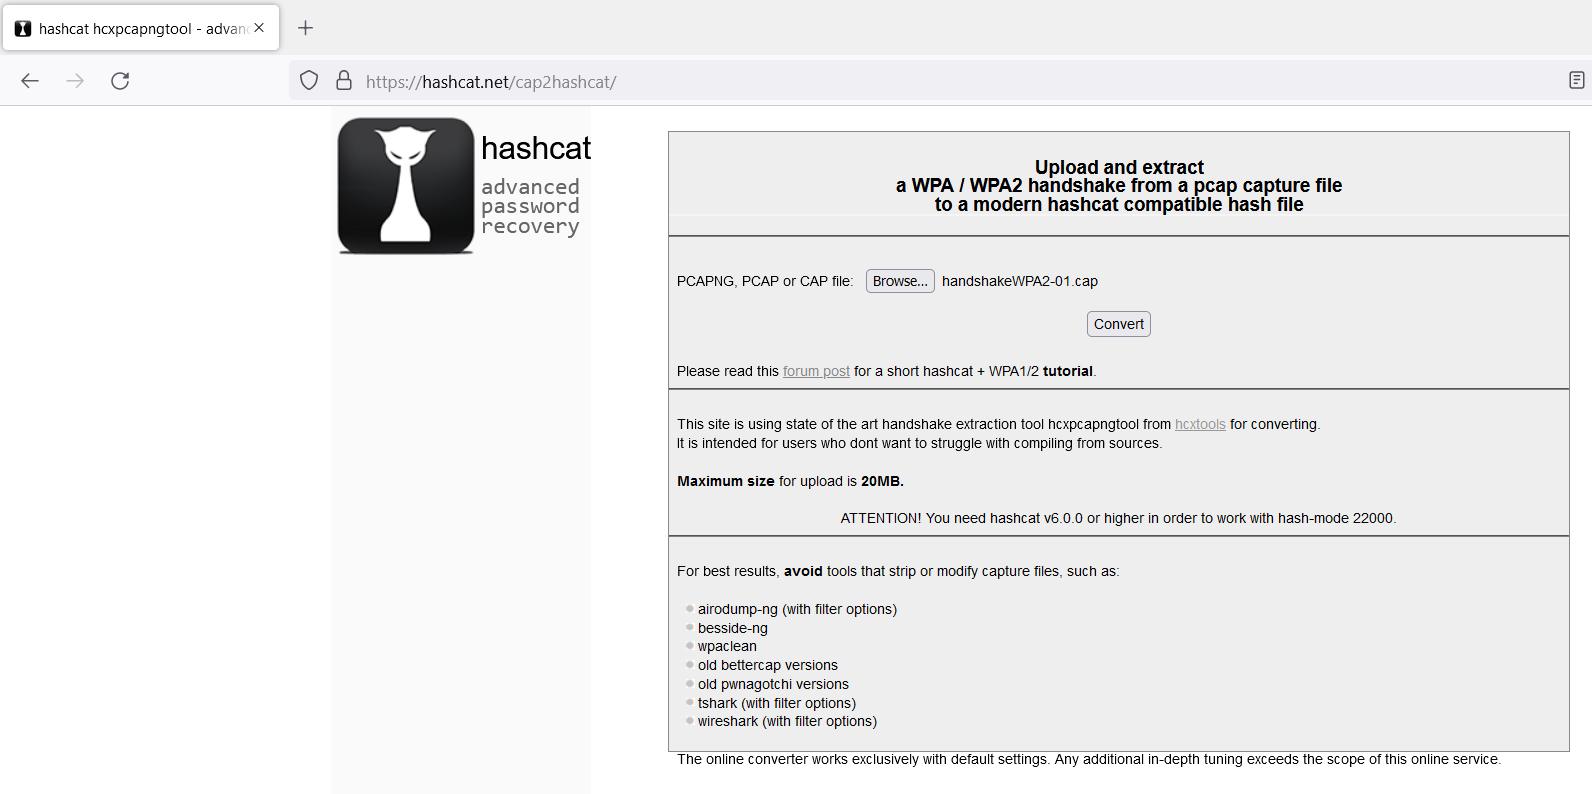 hashcat hcxpcapngtool - advan
https://hashcat.net/cap2hashcat/
hashcat
advanced
password
recovery
Upload and extract
a WPA / WPA2 handshake from a pcap capture file
to a modern hashcat compatible hash file
PCAPNG, PCAP or CAP file: Browse... handshakeWPA2-01.cap
Convert
Please read this forum post for a short hashcat + WPA1/2 tutorial.
This site is using state of the art handshake extraction tool hcxpcapngtool from hcxtools for converting.
It is intended for users who dont want to struggle with compiling from sources.
Maximum size for upload is 20MB.
ATTENTION! You need hashcat v6.0.0 or higher in order to work with hash-mode 22000.
For best results, avoid tools that strip or modify capture files, such as:
airodump-ng (with filter options)
besside-ng
wpaclean
old bettercap versions
old pwnagotchi versions
tshark (with filter options)
wireshark (with filter options)
The online converter works exclusively with default settings. Any additional in-depth tuning exceeds the scope of this online service.